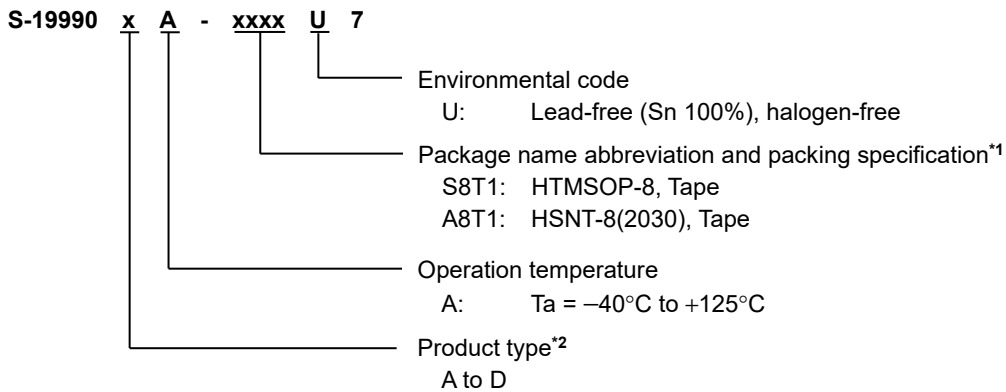 S-19990 x A - xxxx U 7
Environmental code
U: Lead-free (Sn 100%), halogen-free
Package name abbreviation and packing specification*1
S8T1: HTMSOP-8, Tape
A8T1: HSNT-8(2030), Tape
Operation temperature
A: Ta = −40°C to +125°C
Product type*2
A to D